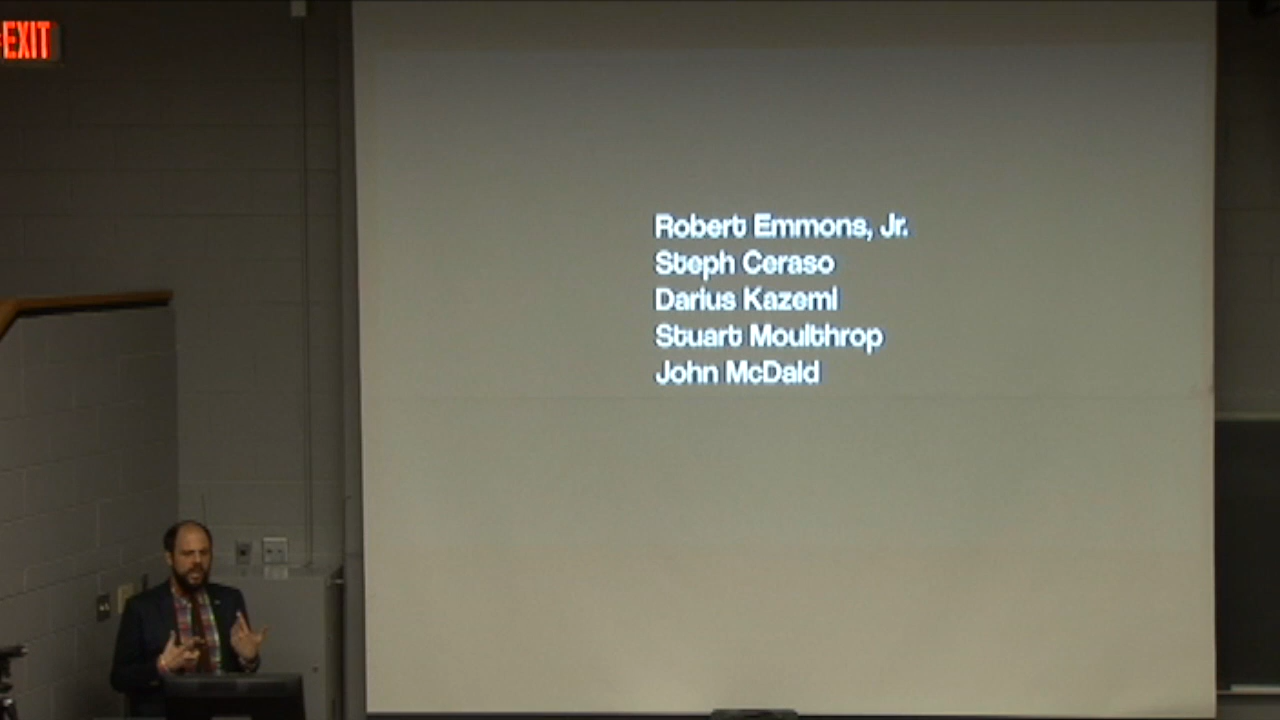 EXIT
Robert Emmons, Jr.
Steph Ceraso
Darius Kazemi
Stuart Moulthrop
John McDaid